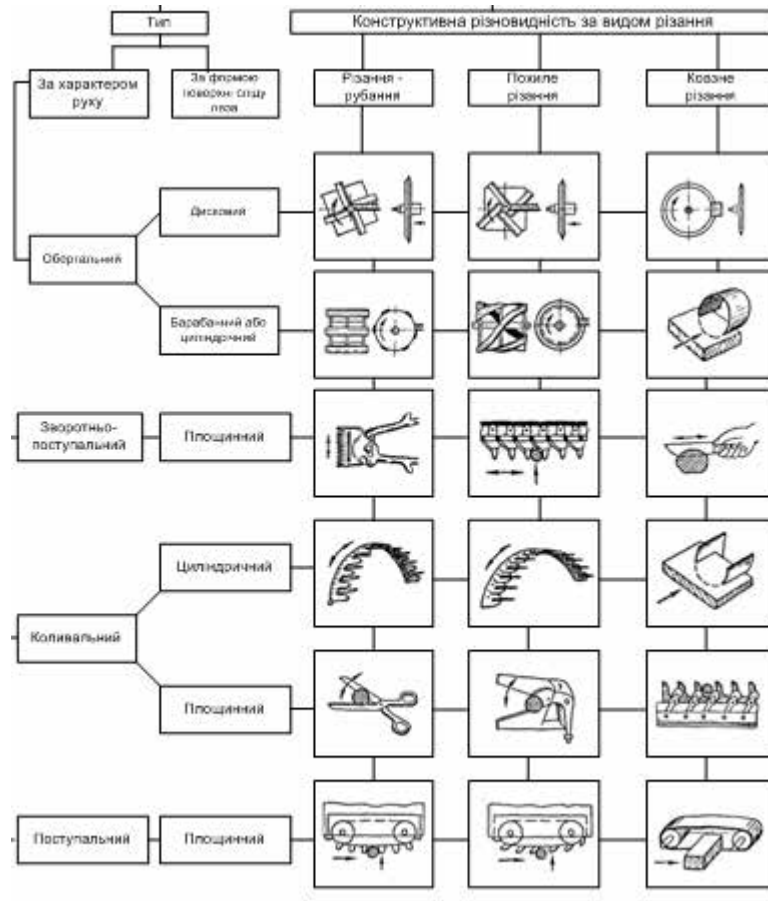 Тип
Конструктивна різновидність за видом різання
За характером
руху
За формою
поверхні сліду
леза
Різання -
рубання
Похиле
різання
Ковзне
різання
Дисковий
Обертальний
Барабанний або
циліндричний
Зворотньо-
поступальний
Площинний
Циліндричний
Коливальний
Площинний
Поступальний
Площинний